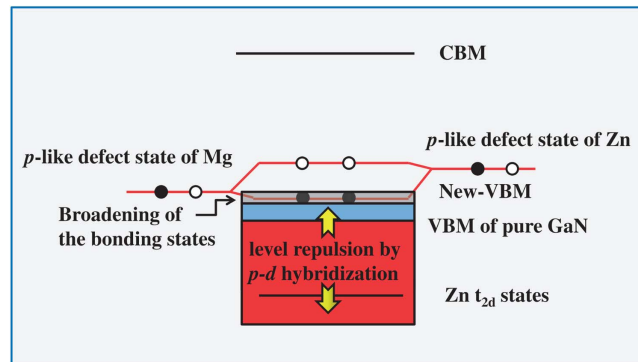 CBM
p-like defect state of Zn
p-like defect state of Mg
New-VBM
Broadening of
the bonding states
VBM of pure GaN
level repulsion by
p-d hybridization
Zn t2d states